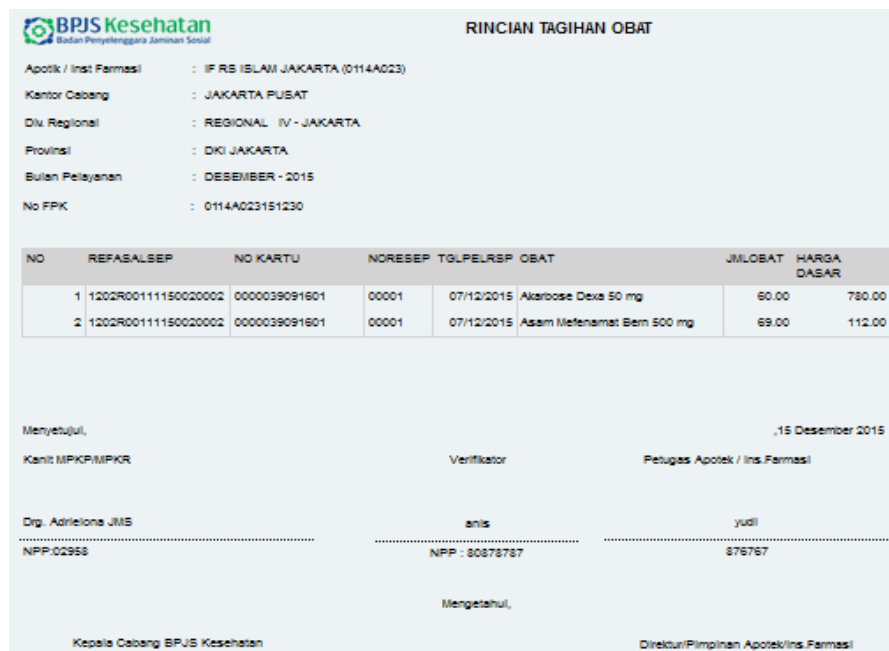 BPJS Kesehatan
Badan Penyelenggara Jaminan Sosial
RINCIAN TAGIHAN OBAT
Apotik / Inst Farmasi : IF RS ISLAM JAKARTA (0114A023)
Kantor Cabang : JAKARTA PUSAT
Div. Regional : REGIONAL IV - JAKARTA
Provinsi : DKI JAKARTA
Bulan Pelayanan : DESEMBER - 2015
No FPK : 0114A023151230
NO REFASALSEP NO KARTU NORESEP TGLPELRSP OBAT JMLOBAT HARGA DASAR
1 1202R00111150020002 0000039091601 00001 07/12/2015 Akarbose Dexa 50 mg 60.00 780.00
2 1202R00111150020002 0000039091601 00001 07/12/2015 Asam Mefenamat Bern 500 mg 69.00 112.00
Menyetujui, ,15 Desember 2015
Kanit MPKP/MPKR Verifikator Petugas Apotek / Ins.Farmasi
Drg. Adrielona JMS anis yudi
NPP:02958 NPP : 80878787 876767
Mengetahui,
Kepala Cabang BPJS Kesehatan Direktur/Pimpinan Apotek/Ins.Farmasi